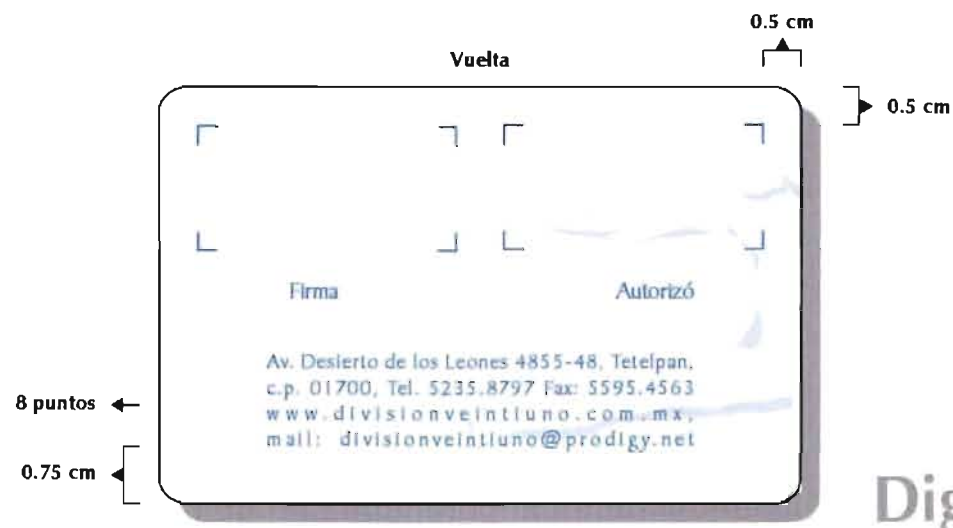 0.5 cm
Vuelta
0.5 cm
Firma
Autorizó
Av. Desierto de los Leones 4855-48, Tetelpan,
c.p. 01700, Tel. 5235.8797 Fax: 5595.4563
8 puntos
www.divisionveintiuno.com.mx,
mail: divisionveintiuno@prodigy.net
0.75 cm
Dig